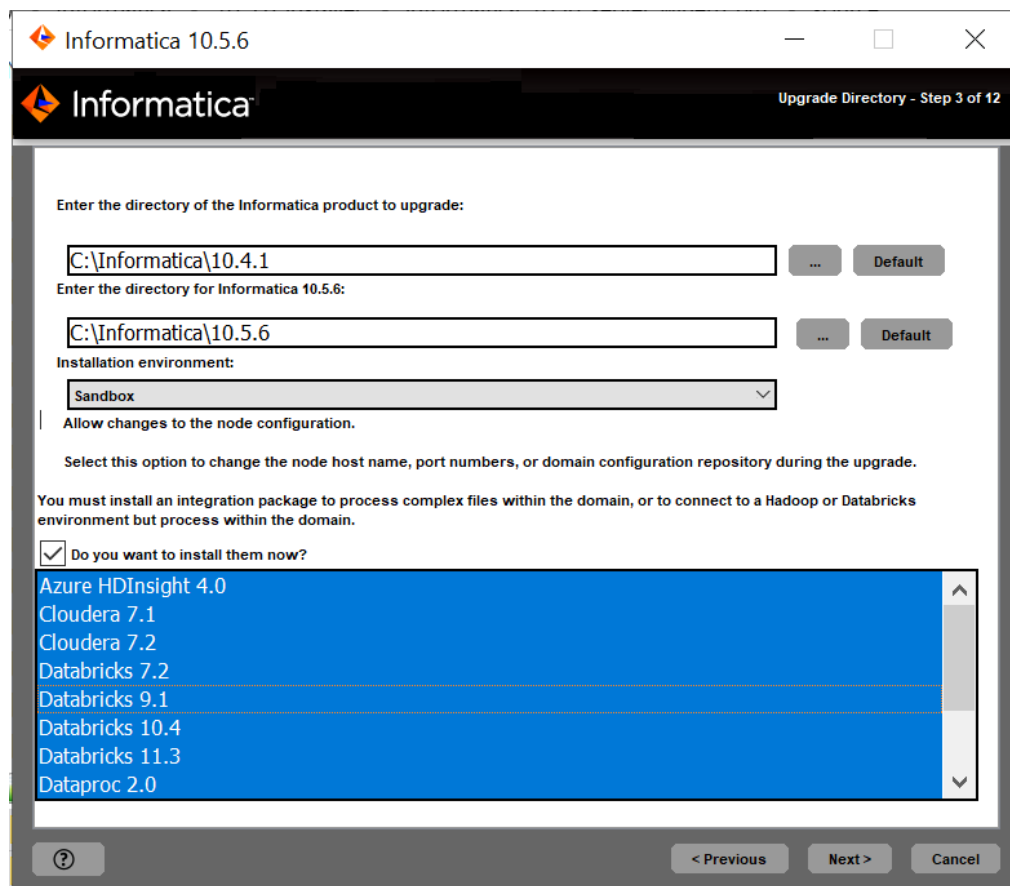 Informatica 10.5.6
Informatica
Upgrade Directory - Step 3 of 12
Enter the directory of the Informatica product to upgrade:
C:\Informatica\10.4.1
...
Default
Enter the directory for Informatica 10.5.6:
C:\Informatica\10.5.6
...
Default
Installation environment:
Sandbox
Allow changes to the node configuration.
Select this option to change the node host name, port numbers, or domain configuration repository during the upgrade.
You must install an integration package to process complex files within the domain, or to connect to a Hadoop or Databricks
environment but process within the domain.
Do you want to install them now?
Azure HDInsight 4.0
Cloudera 7.1
Cloudera 7.2
Databricks 7.2
Databricks 9.1
Databricks 10.4
Databricks 11.3
Dataproc 2.0
?
< Previous
Next >
Cancel